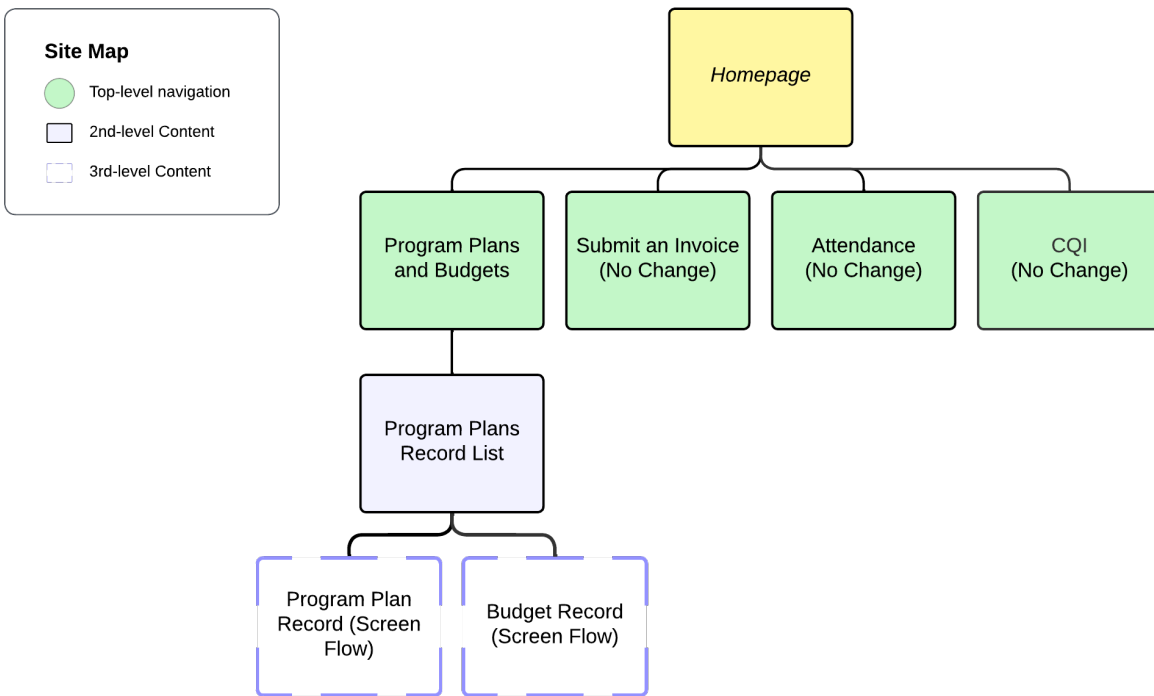 Site Map
Top-level navigation
2nd-level Content
3rd-level Content
Homepage
Program Plans
and Budgets
Submit an Invoice
(No Change)
Attendance
(No Change)
CQI
(No Change)
Program Plans
Record List
Program Plan
Record (Screen
Flow)
Budget Record
(Screen Flow)